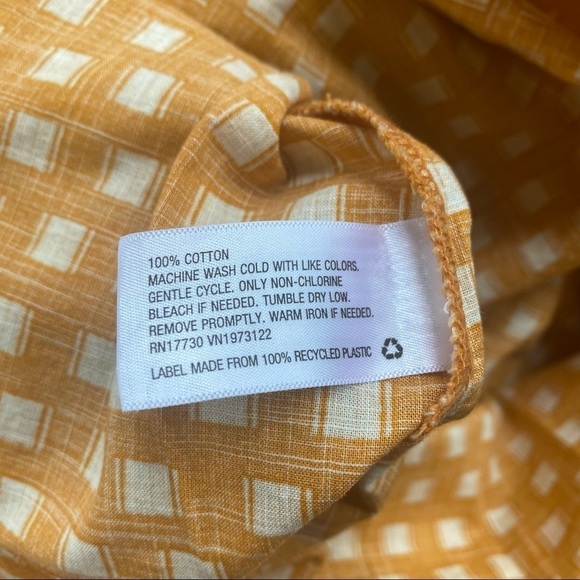 100% COTTON
MACHINE WASH COLD WITH LIKE COLORS.
GENTLE CYCLE. ONLY NON-CHLORINE
BLEACH IF NEEDED. TUMBLE DRY LOW.
REMOVE PROMPTLY. WARM IRON IF NEEDED.
RN17730 VN1973122
LABEL MADE FROM 100% RECYCLED PLASTIC